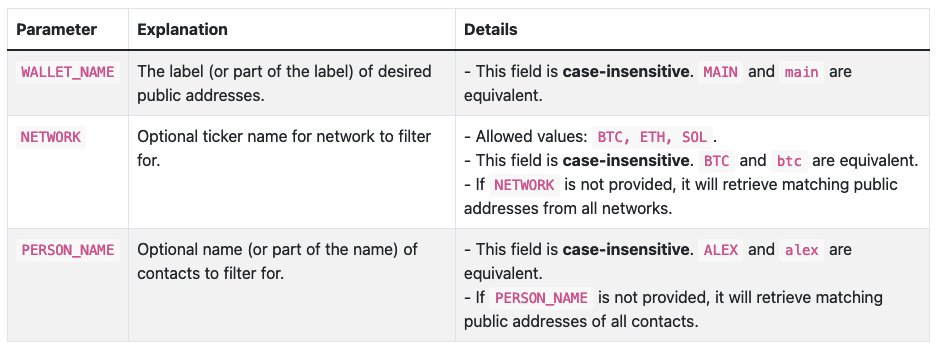 Parameter Explanation Details
WALLET_NAME The label (or part of the label) of desired public addresses.
- This field is case-insensitive. MAIN and main are
equivalent.
NETWORK Optional ticker name for network to filter for.
- Allowed values: BTC, ETH, SOL .
- This field is case-insensitive. BTC and btc are equivalent.
- If NETWORK is not provided, it will retrieve matching public
addresses from all networks.
PERSON_NAME Optional name (or part of the name) of contacts to filter for.
- This field is case-insensitive. ALEX and alex are
equivalent.
- If PERSON_NAME is not provided, it will retrieve matching
public addresses of all contacts.